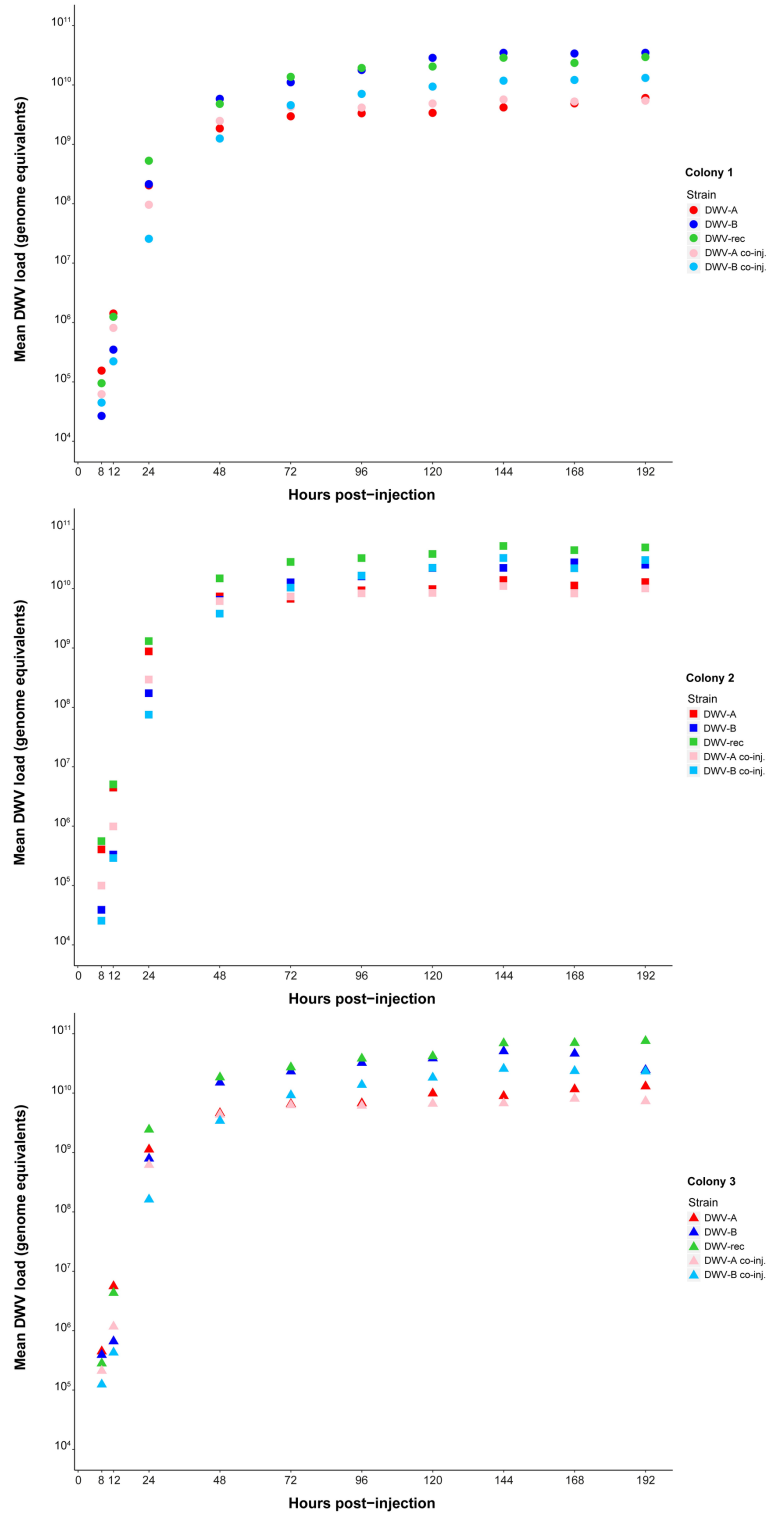 Mean DWV load (genome equivalents)
10¹¹
10¹⁰
10⁹
10⁸
10⁷
10⁶
10⁵
10⁴
0 8 12 24 48 72 96 120 144 168 192
Hours post−injection
Colony 1
Strain
DWV-A
DWV-B
DWV-rec
DWV-A co-inj.
DWV-B co-inj.
Mean DWV load (genome equivalents)
10¹¹
10¹⁰
10⁹
10⁸
10⁷
10⁶
10⁵
10⁴
0 8 12 24 48 72 96 120 144 168 192
Hours post−injection
Colony 2
Strain
DWV-A
DWV-B
DWV-rec
DWV-A co-inj.
DWV-B co-inj.
Mean DWV load (genome equivalents)
10¹¹
10¹⁰
10⁹
10⁸
10⁷
10⁶
10⁵
10⁴
0 8 12 24 48 72 96 120 144 168 192
Hours post−injection
Colony 3
Strain
DWV-A
DWV-B
DWV-rec
DWV-A co-inj.
DWV-B co-inj.